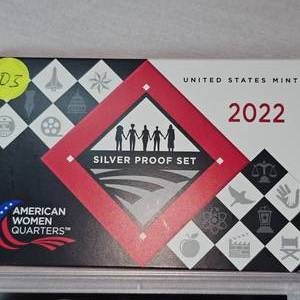 D3
UNITED STATES MINT
2022
SILVER PROOF SET
AMERICAN
WOMEN
QUARTERS™